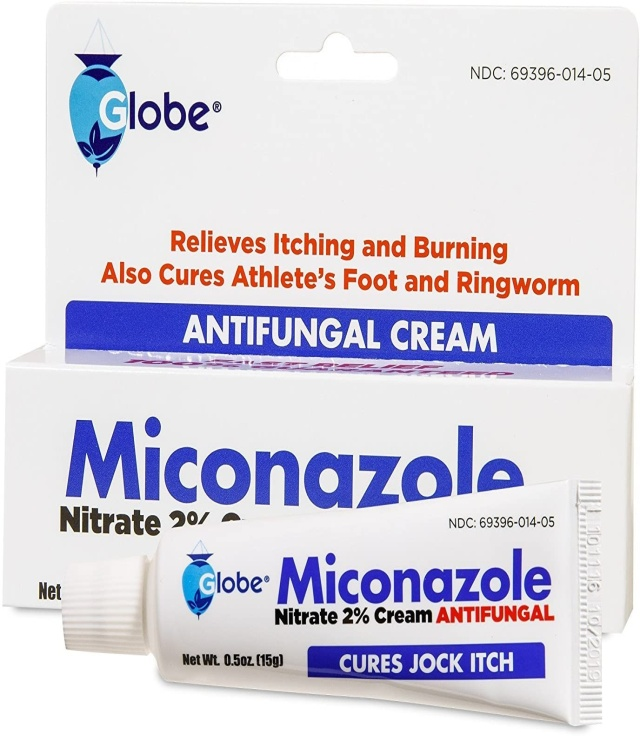 Globe®
NDC: 69396-014-05
Relieves Itching and Burning
Also Cures Athlete's Foot and Ringworm
ANTIFUNGAL CREAM
Miconazole
Nitrate 2%
Net
NDC: 69396-014-05
Globe®
Miconazole
Nitrate 2% Cream ANTIFUNGAL
Net Wt. 0.5oz. (15g)
CURES JOCK ITCH